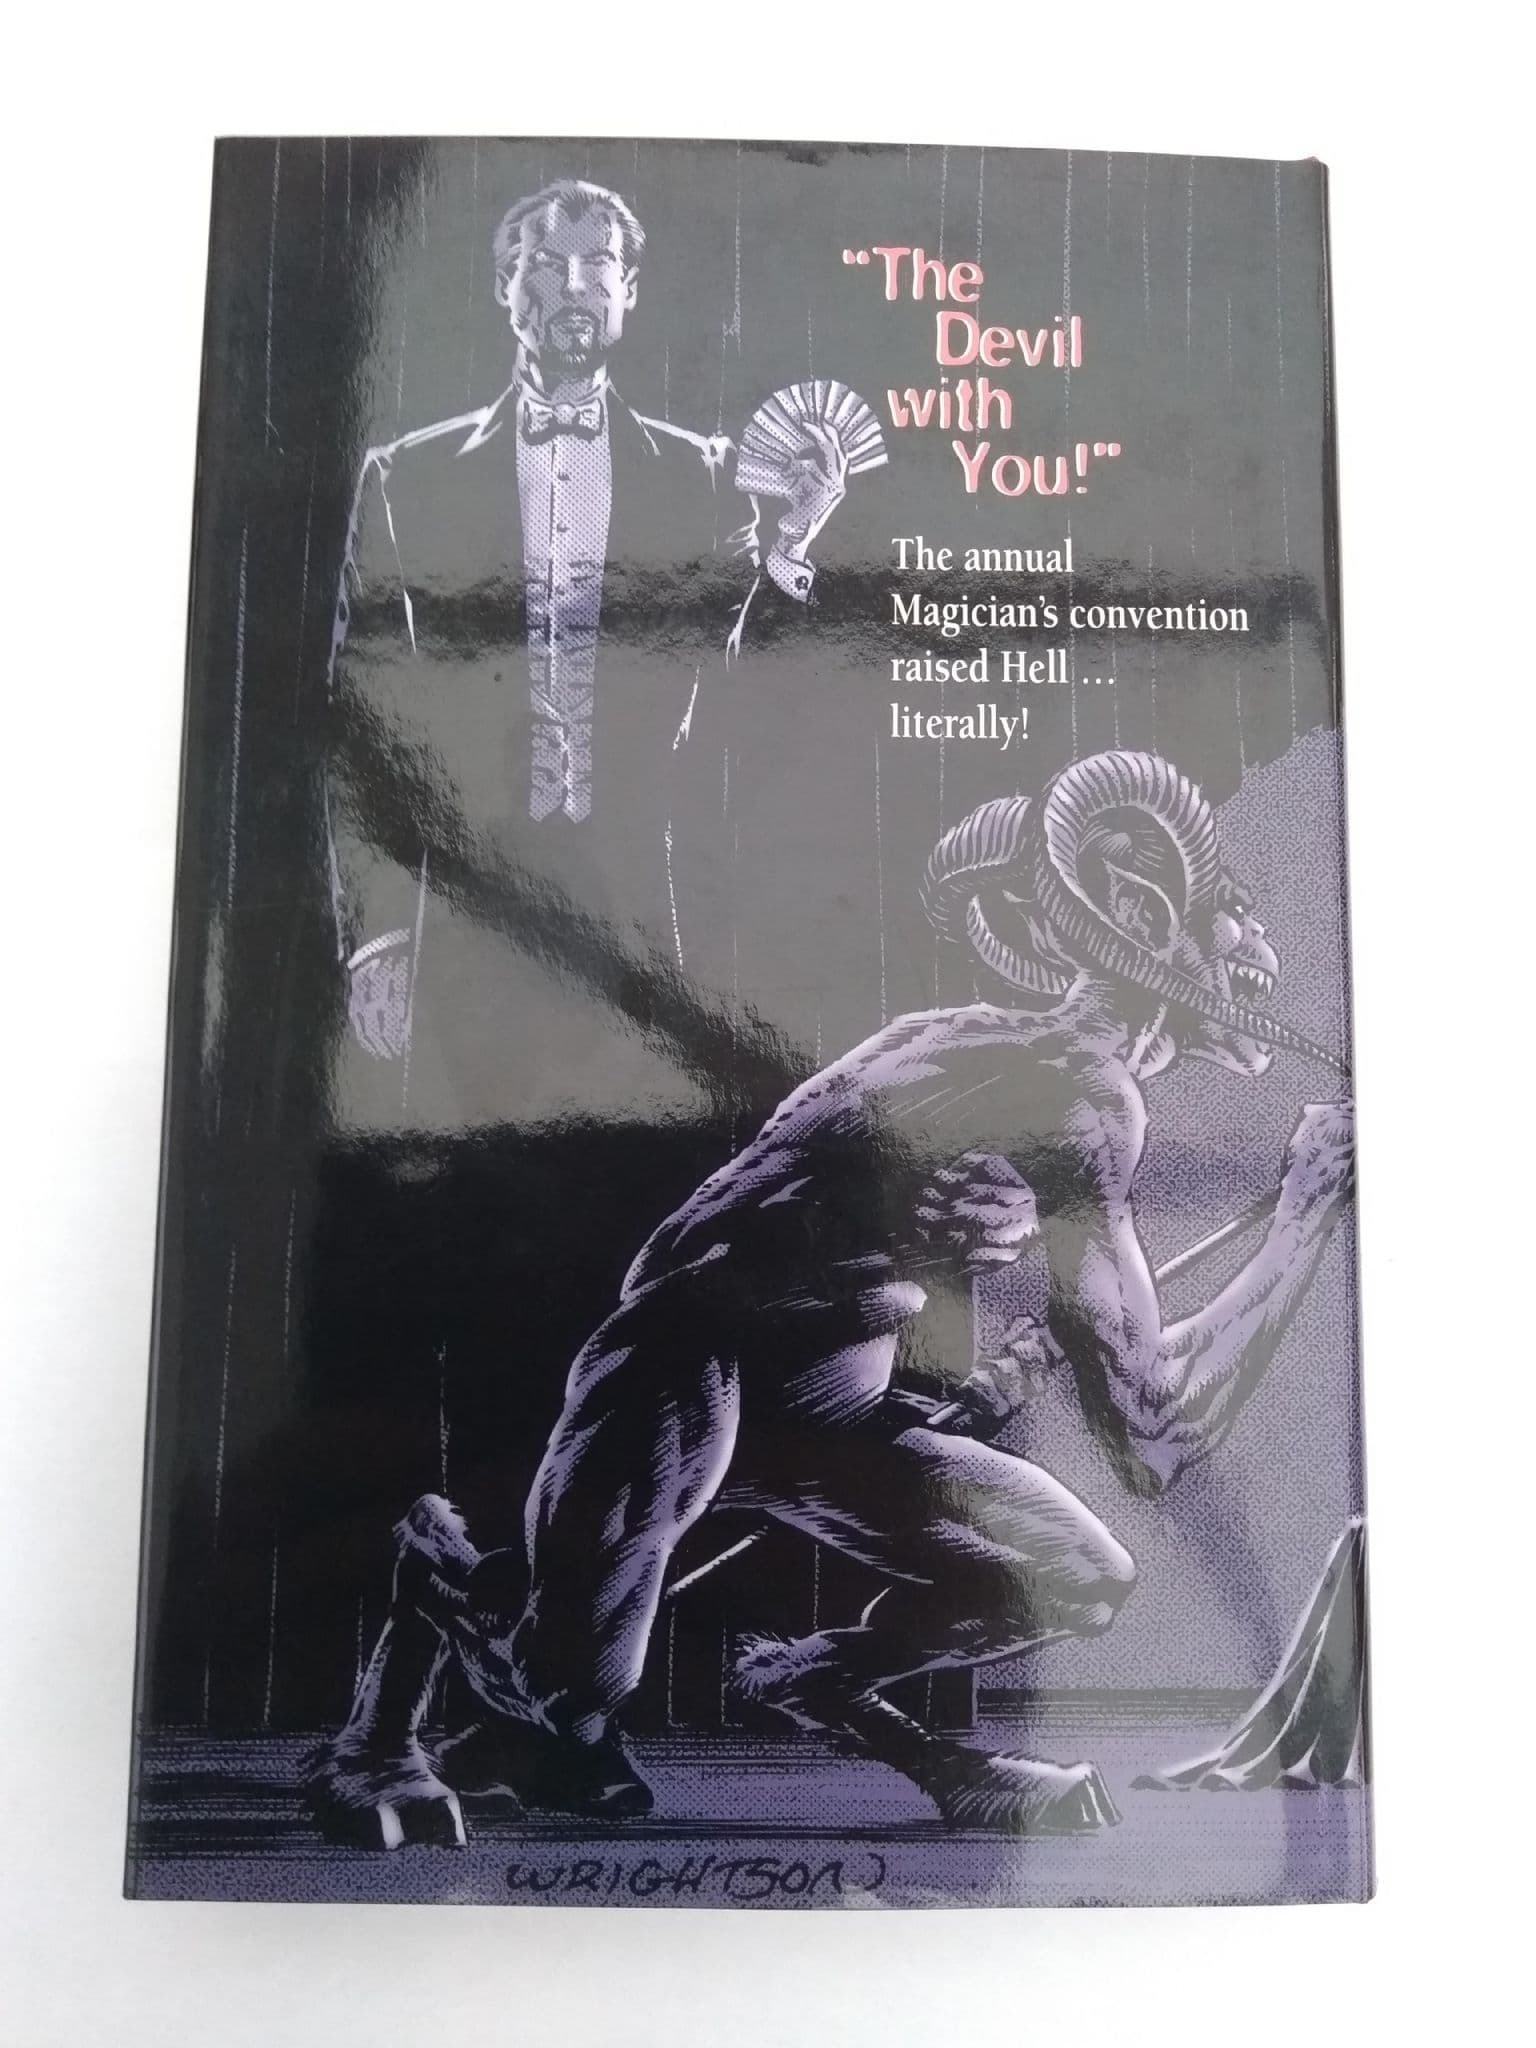 “The
Devil
with
You!”
The annual
Magician's convention
raised Hell ...
literally!
WRIGHTSON